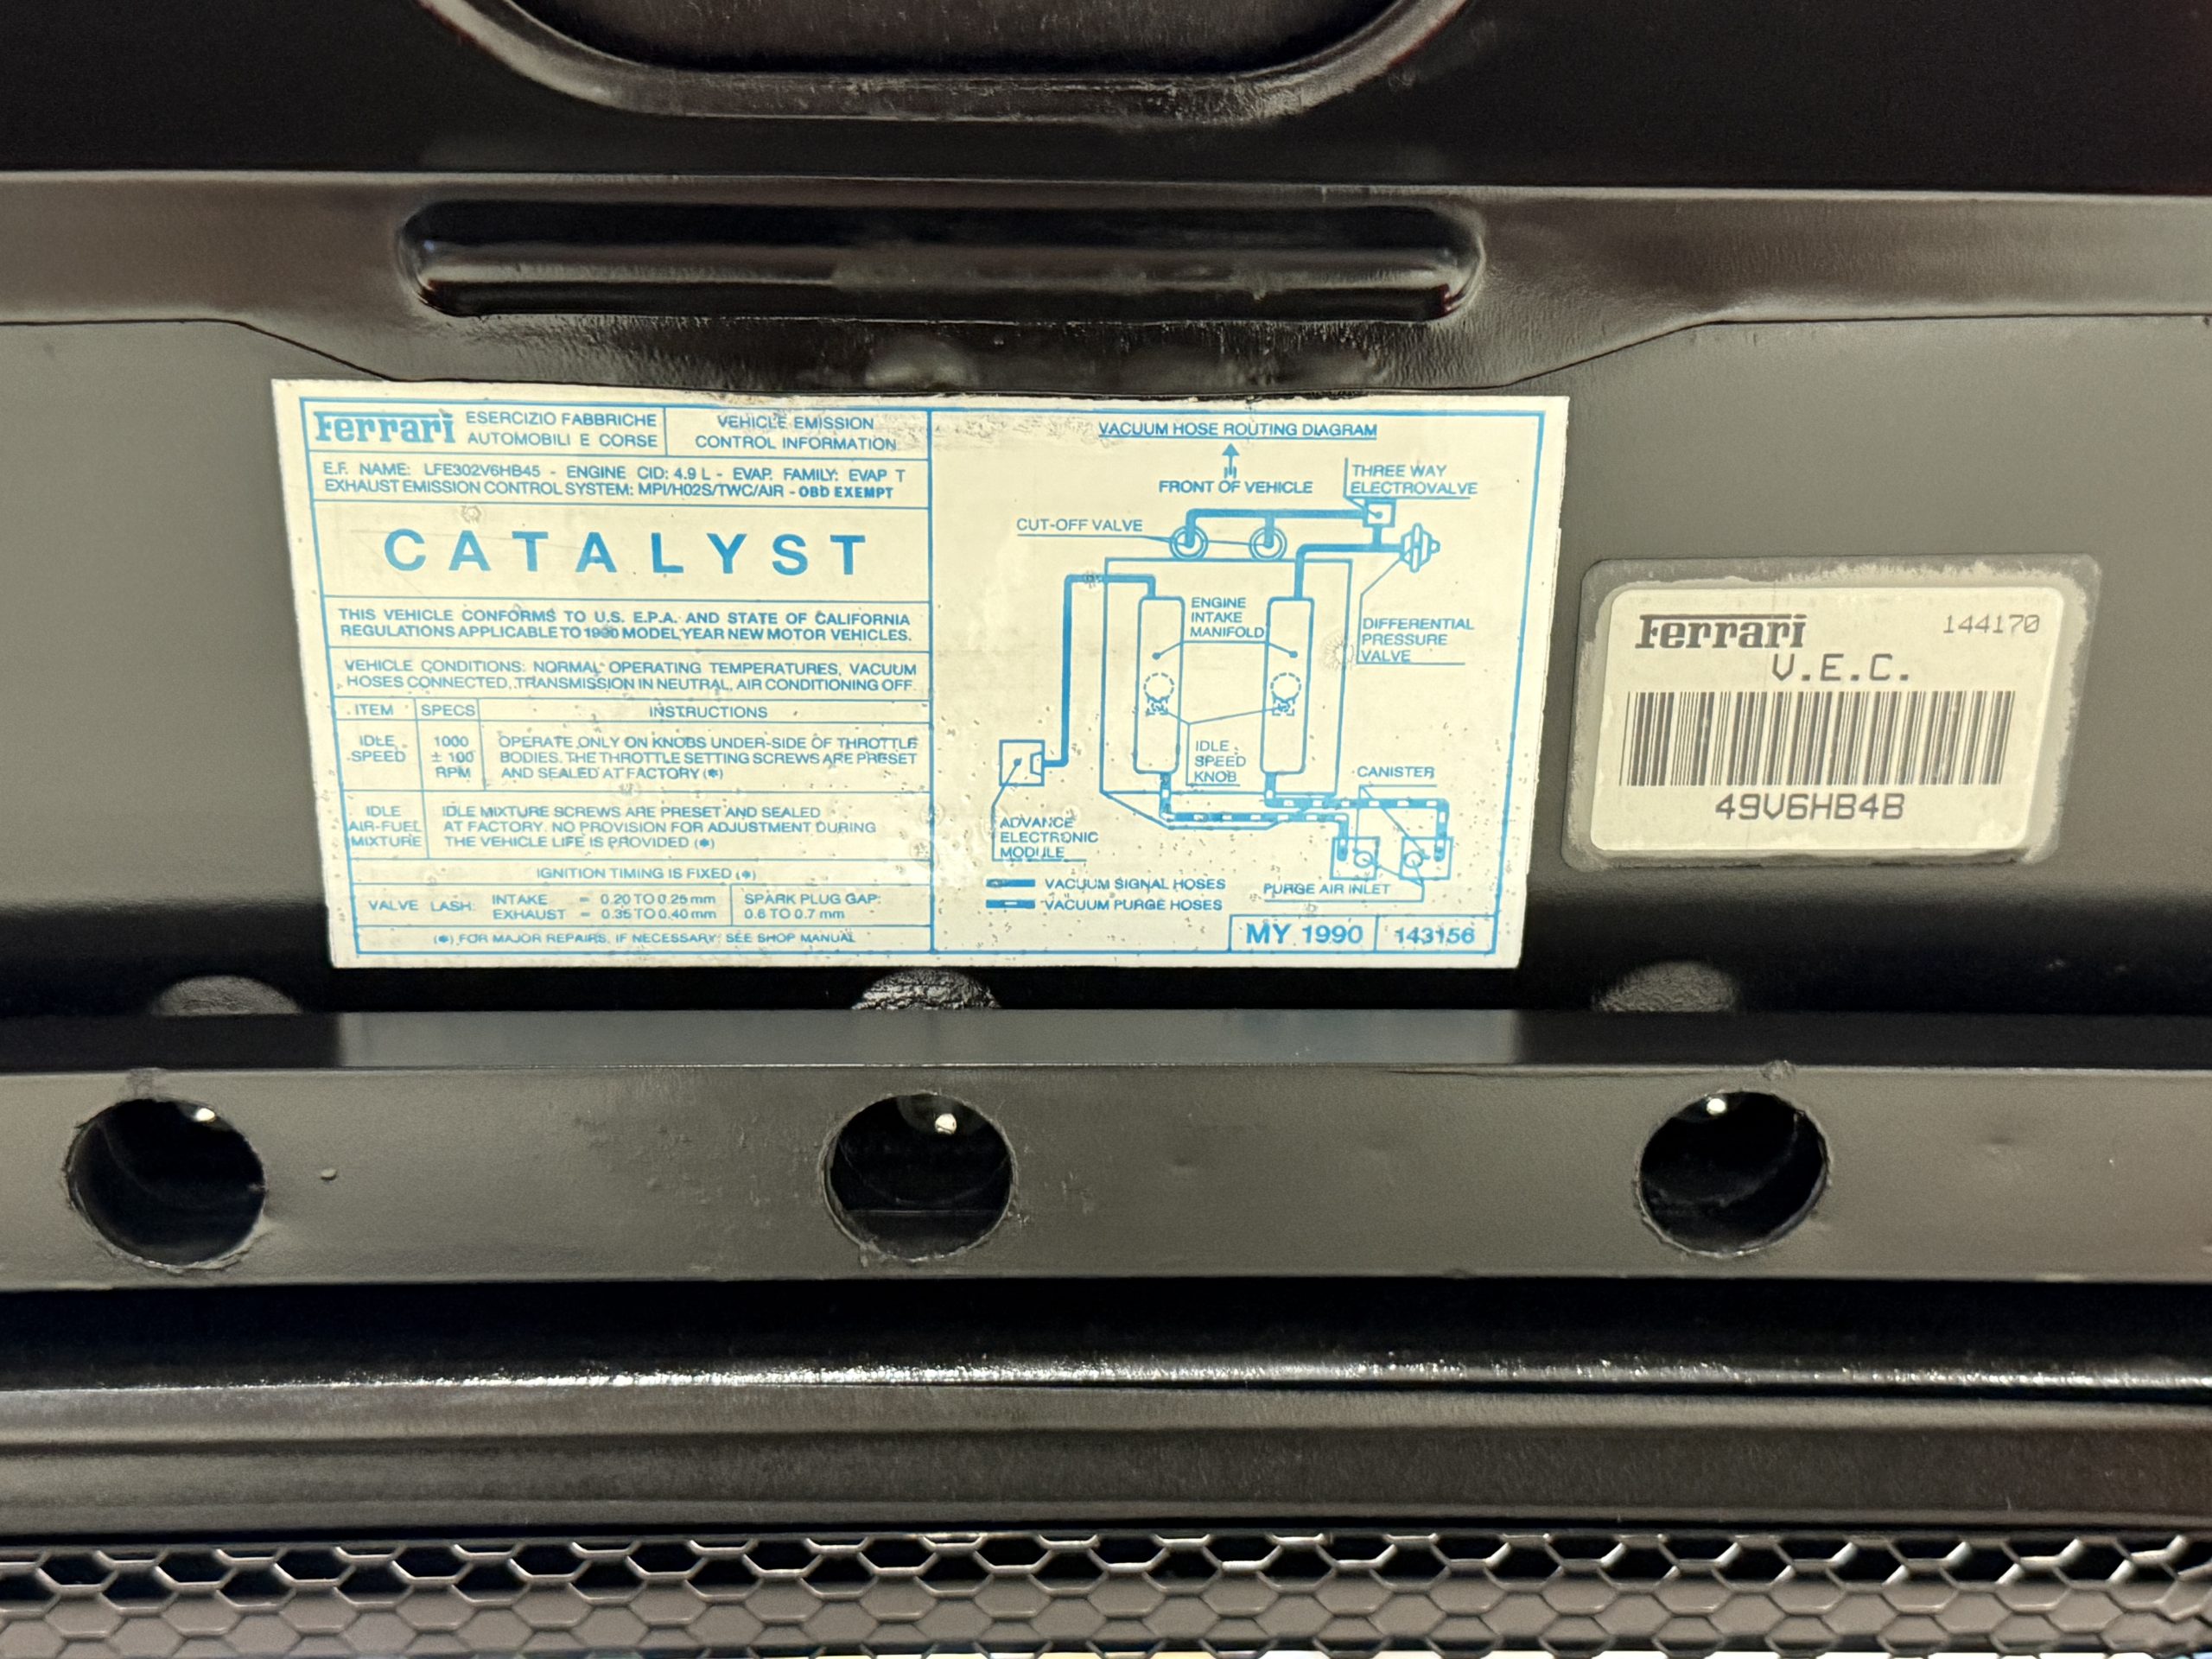 Ferrari
ESERCIZIO FABBRICHE
AUTOMOBILI E CORSE
VEHICLE EMISSION
CONTROL INFORMATION
E.F. NAME: LFE302V6HB45 - ENGINE CID: 4.9 L - EVAP. FAMILY: EVAP T
EXHAUST EMISSION CONTROL SYSTEM: MPI/H02S/TWC/AIR - OBD EXEMPT
CATALYST
THIS VEHICLE CONFORMS TO U.S. E.P.A. AND STATE OF CALIFORNIA
REGULATIONS APPLICABLE TO 1990 MODEL YEAR NEW MOTOR VEHICLES.
VEHICLE CONDITIONS: NORMAL OPERATING TEMPERATURES, VACUUM
HOSES CONNECTED, TRANSMISSION IN NEUTRAL, AIR CONDITIONING OFF.
ITEM SPECS INSTRUCTIONS
IDLE
SPEED
1000
± 100
RPM
OPERATE ONLY ON KNOBS UNDER-SIDE OF THROTTLE
BODIES. THE THROTTLE SETTING SCREWS ARE PRESET
AND SEALED AT FACTORY (●)
IDLE
AIR-FUEL
MIXTURE
IDLE MIXTURE SCREWS ARE PRESET AND SEALED
AT FACTORY. NO PROVISION FOR ADJUSTMENT DURING
THE VEHICLE LIFE IS PROVIDED (●)
IGNITION TIMING IS FIXED (●)
VALVE LASH: INTAKE = 0.20 TO 0.25 mm
EXHAUST = 0.35 TO 0.40 mm
SPARK PLUG GAP:
0.6 TO 0.7 mm
(●) FOR MAJOR REPAIRS, IF NECESSARY: SEE SHOP MANUAL
VACUUM HOSE ROUTING DIAGRAM
FRONT OF VEHICLE
THREE WAY
ELECTROVALVE
CUT-OFF VALVE
ENGINE
INTAKE
MANIFOLD
DIFFERENTIAL
PRESSURE
VALVE
IDLE
SPEED
KNOB
CANISTER
ADVANCE
ELECTRONIC
MODULE
VACUUM SIGNAL HOSES
VACUUM PURGE HOSES
PURGE AIR INLET
MY 1990 143156
Ferrari 144170
V.E.C.
49V6HB4B